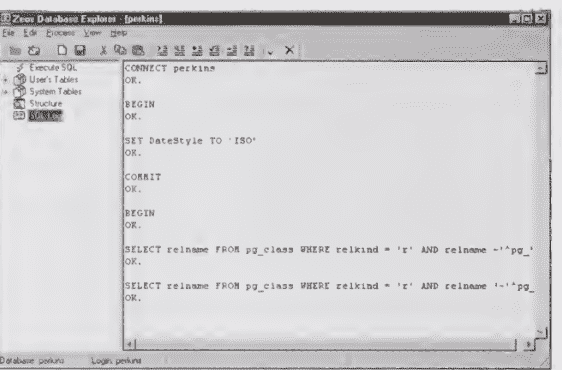 Zeos Database Explorer - [perkins]
File Edit Process View Help
Execute SQL
User's Tables
System Tables
Structure
SQL Log
CONNECT perkins
OK.
BEGIN
OK.
SET DateStyle TO 'ISO'
OK.
COMMIT
OK.
BEGIN
OK.
SELECT relname FROM pg_class WHERE relkind = 'r' AND relname ~'^pg_'
OK.
SELECT relname FROM pg_class WHERE relkind = 'r' AND relname !~'^pg_
OK.
Database: perkins
Login: perkins